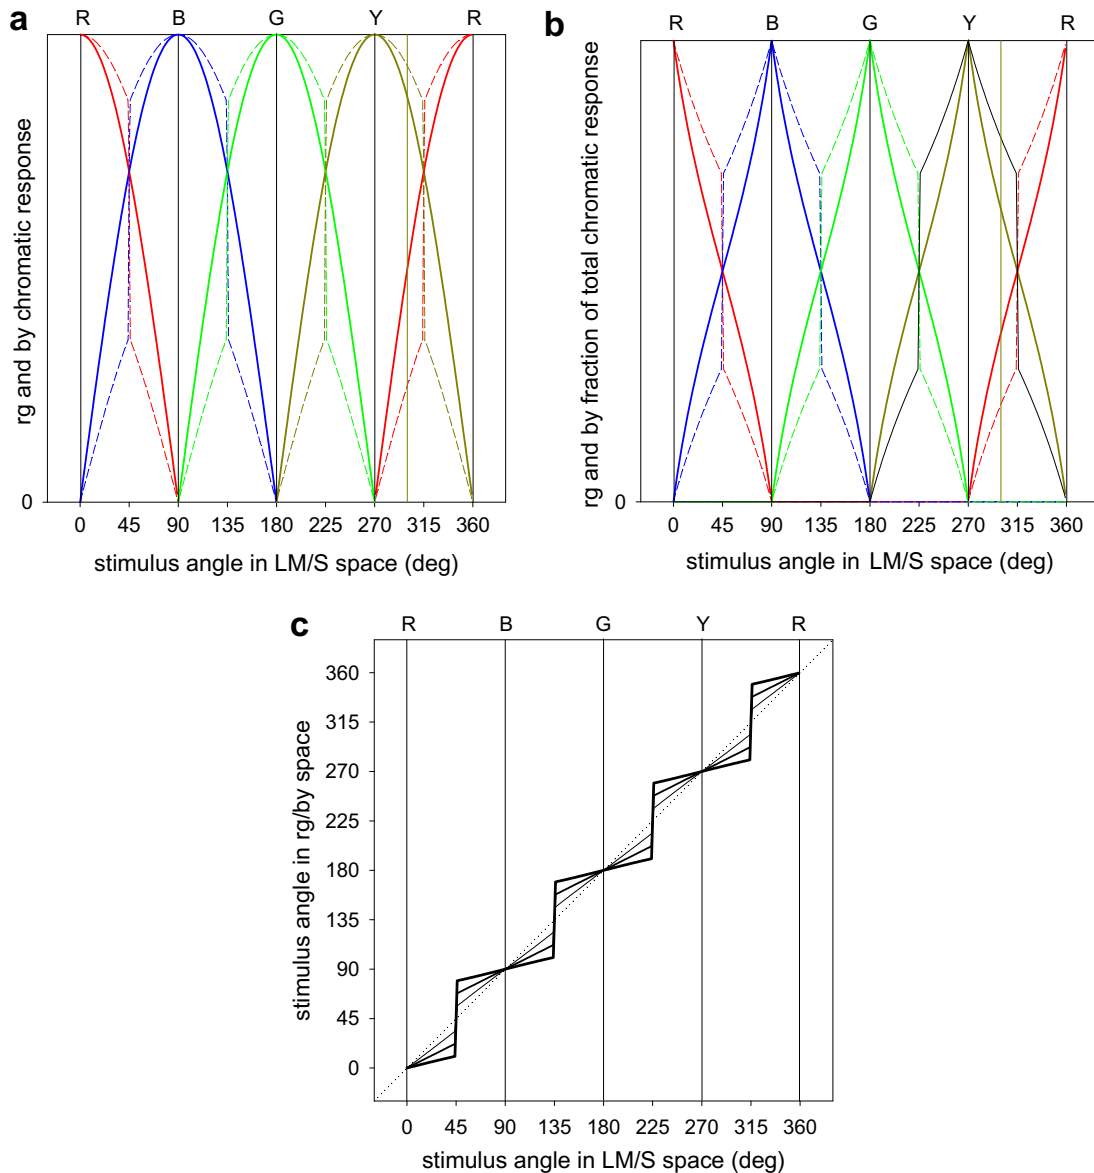 a
R B G Y R
rg and by chromatic response
0
0 45 90 135 180 225 270 315 360
stimulus angle in LM/S space (deg)
b
R B G Y R
rg and by fraction of total chromatic response
0
0 45 90 135 180 225 270 315 360
stimulus angle in LM/S space (deg)
c
R B G Y R
stimulus angle in rg/by space
360
315
270
225
180
135
90
45
0
0 45 90 135 180 225 270 315 360
stimulus angle in LM/S space (deg)